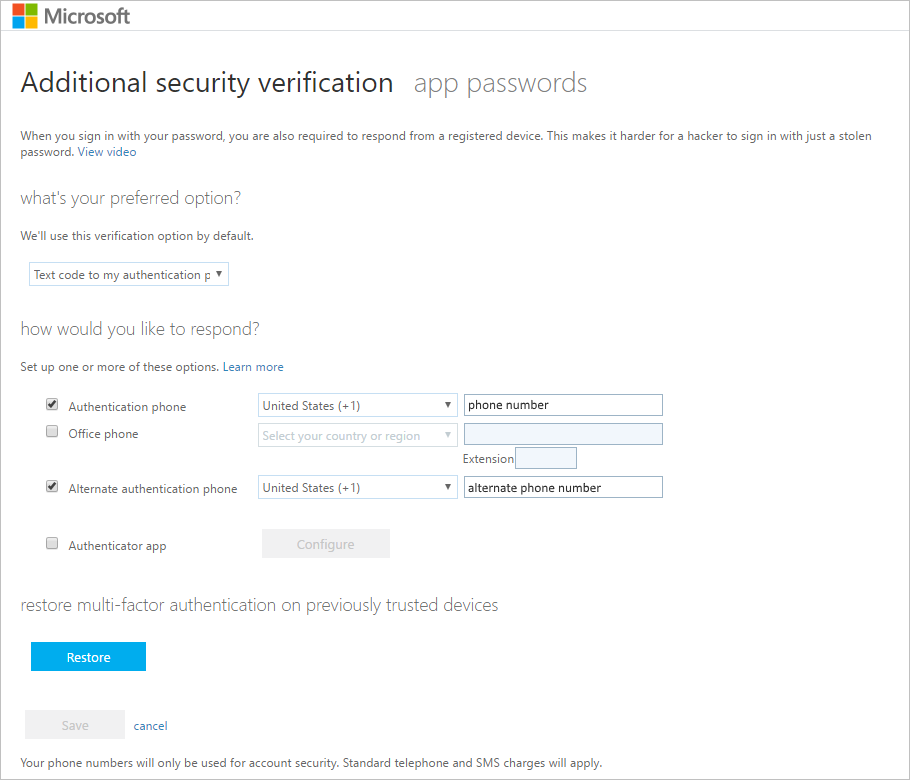 Microsoft
Additional security verification app passwords
When you sign in with your password, you are also required to respond from a registered device. This makes it harder for a hacker to sign in with just a stolen
password. View video
what's your preferred option?
We'll use this verification option by default.
Text code to my authentication p
how would you like to respond?
Set up one or more of these options. Learn more
Authentication phone United States (+1) phone number
Office phone Select your country or region
Extension
Alternate authentication phone United States (+1) alternate phone number
Authenticator app Configure
restore multi-factor authentication on previously trusted devices
Restore
Save cancel
Your phone numbers will only be used for account security. Standard telephone and SMS charges will apply.